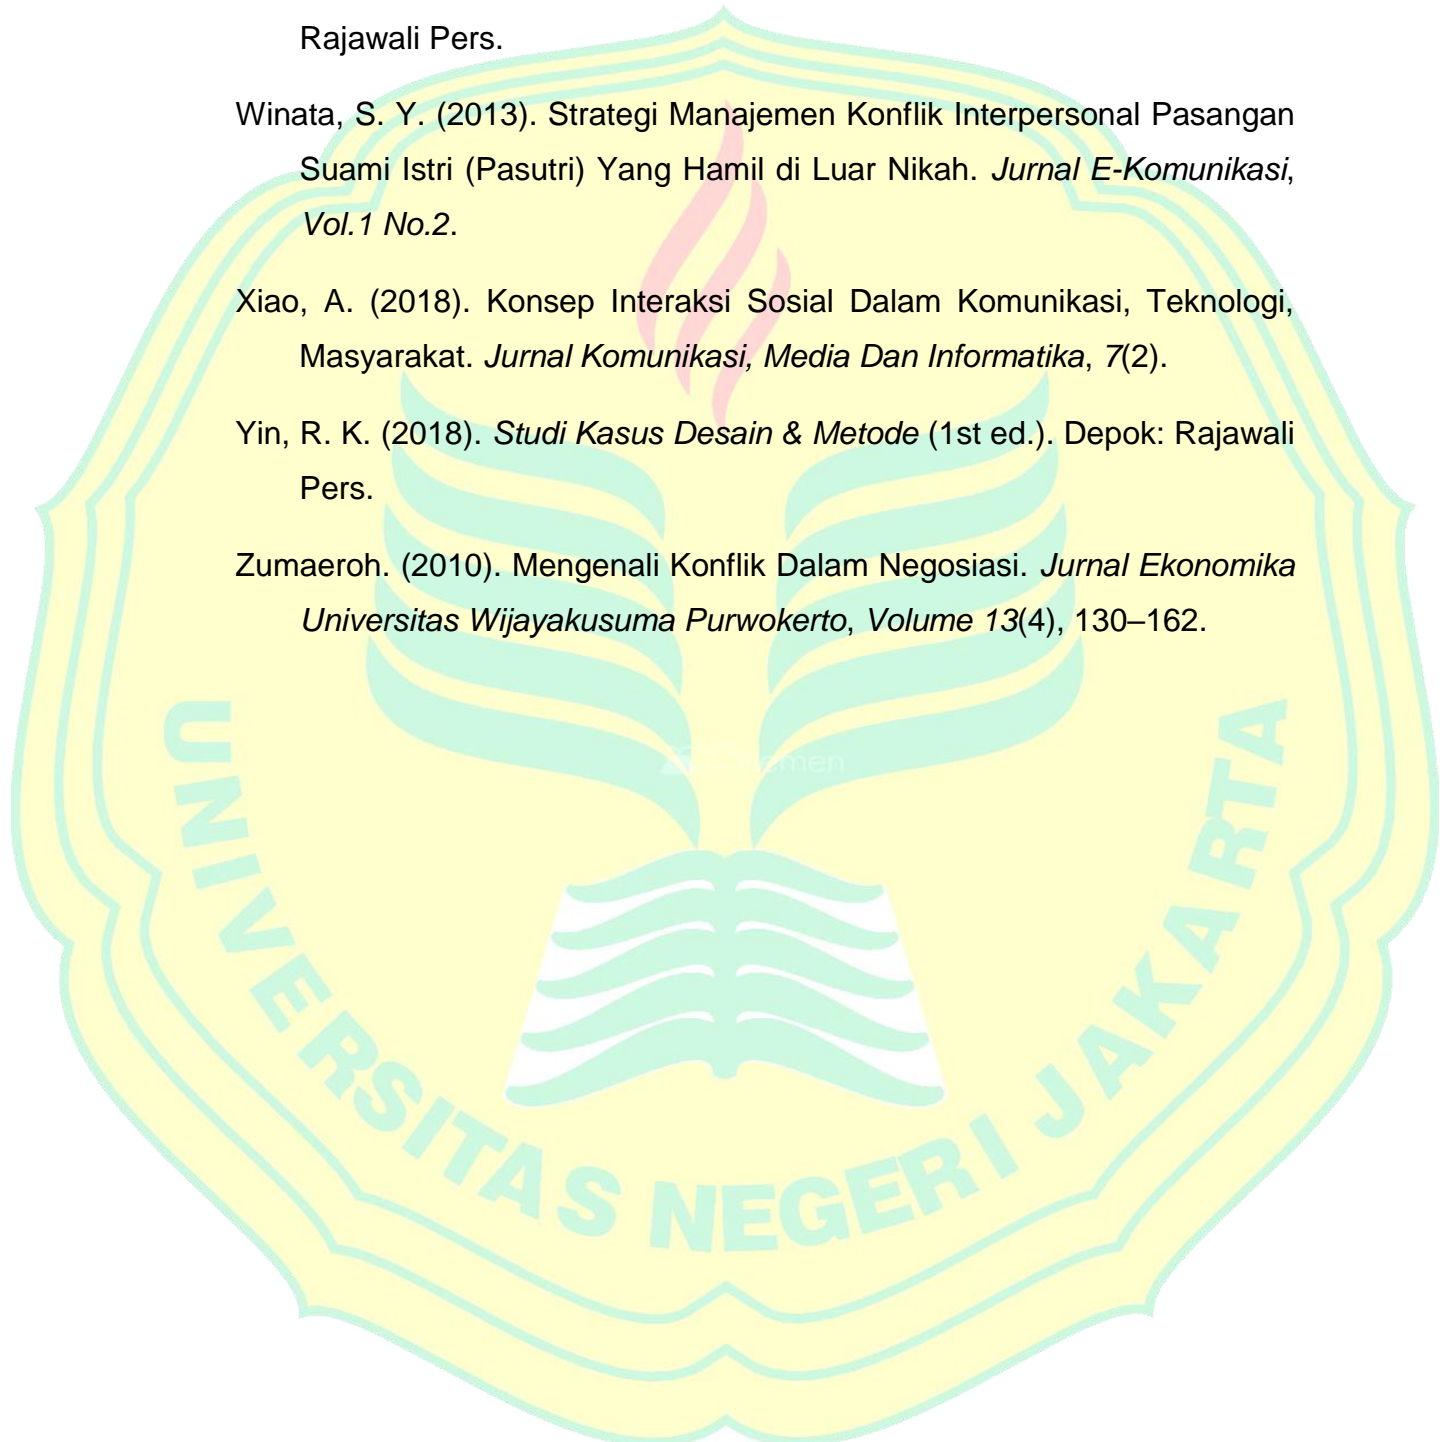 Rajawali Pers.
Winata, S. Y. (2013). Strategi Manajemen Konflik Interpersonal Pasangan
Suami Istri (Pasutri) Yang Hamil di Luar Nikah. Jurnal E-Komunikasi,
Vol.1 No.2.
Xiao, A. (2018). Konsep Interaksi Sosial Dalam Komunikasi, Teknologi,
Masyarakat. Jurnal Komunikasi, Media Dan Informatika, 7(2).
Yin, R. K. (2018). Studi Kasus Desain & Metode (1st ed.). Depok: Rajawali
Pers.
Zumaeroh. (2010). Mengenali Konflik Dalam Negosiasi. Jurnal Ekonomika
Universitas Wijayakusuma Purwokerto, Volume 13(4), 130–162.
UNIVERSITAS NEGERI JAKARTA